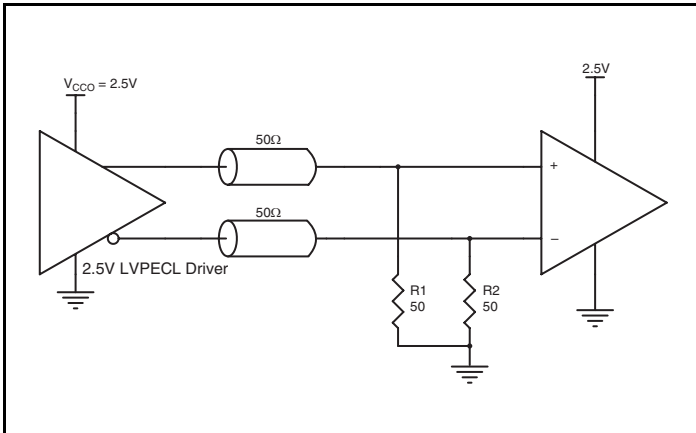 V_CCO = 2.5V
2.5V
50Ω
+
50Ω
–
2.5V LVPECL Driver
R1
50
R2
50